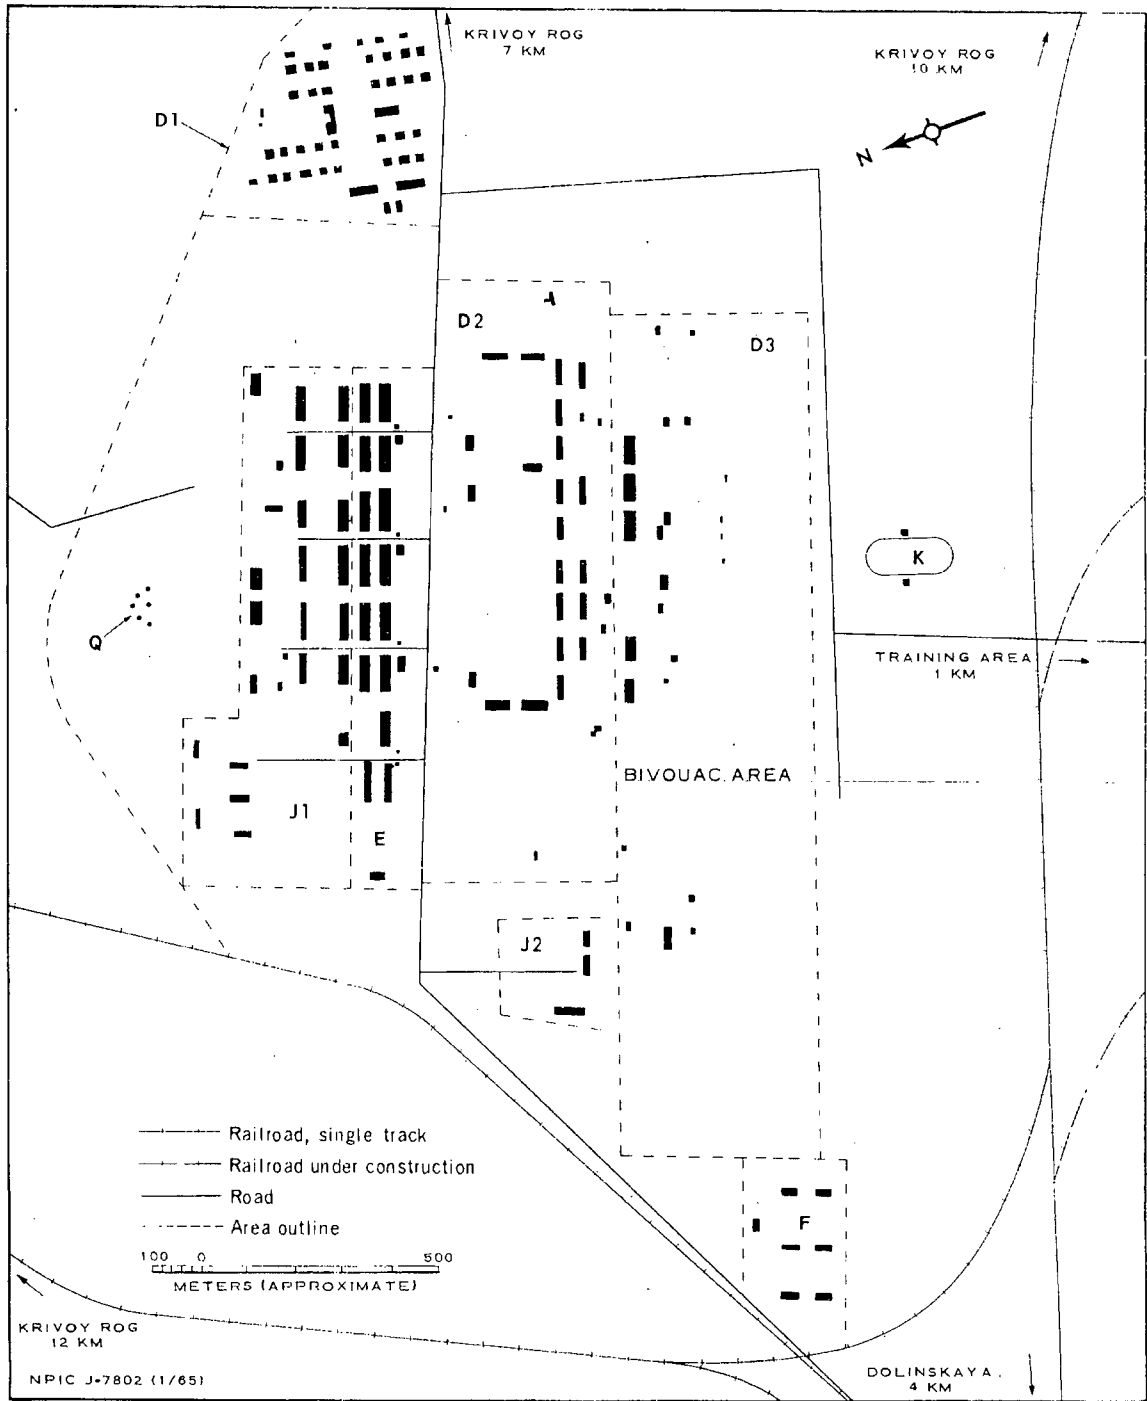 KRIVOY ROG
7 KM
KRIVOY ROG
10 KM
D1
N
D2
D3
K
Q
TRAINING AREA
1 KM
BIVOUAC AREA
J1
E
J2
Railroad, single track
Railroad under construction
Road
Area outline
F
100 0 500
METERS (APPROXIMATE)
KRIVOY ROG
12 KM
DOLINSKAYA
4 KM
NPIC J-7802 (1/65)